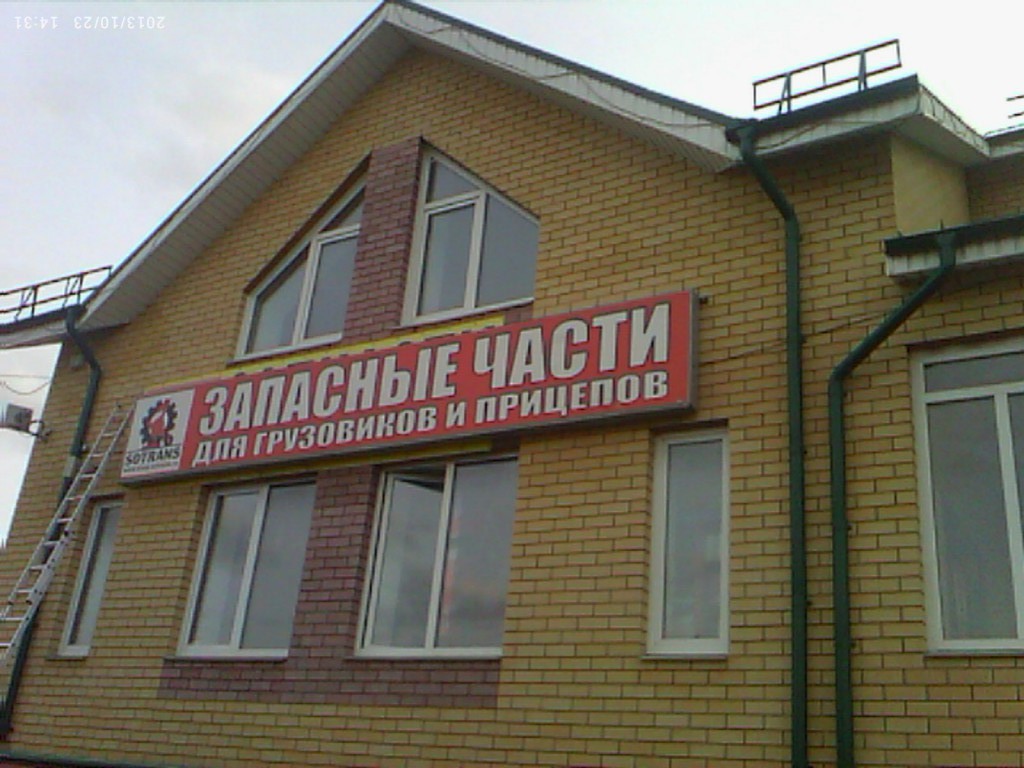 2013/10/23 14:31
ЗАПАСНЫЕ ЧАСТИ
ДЛЯ ГРУЗОВИКОВ И ПРИЦЕПОВ
SOTRANS